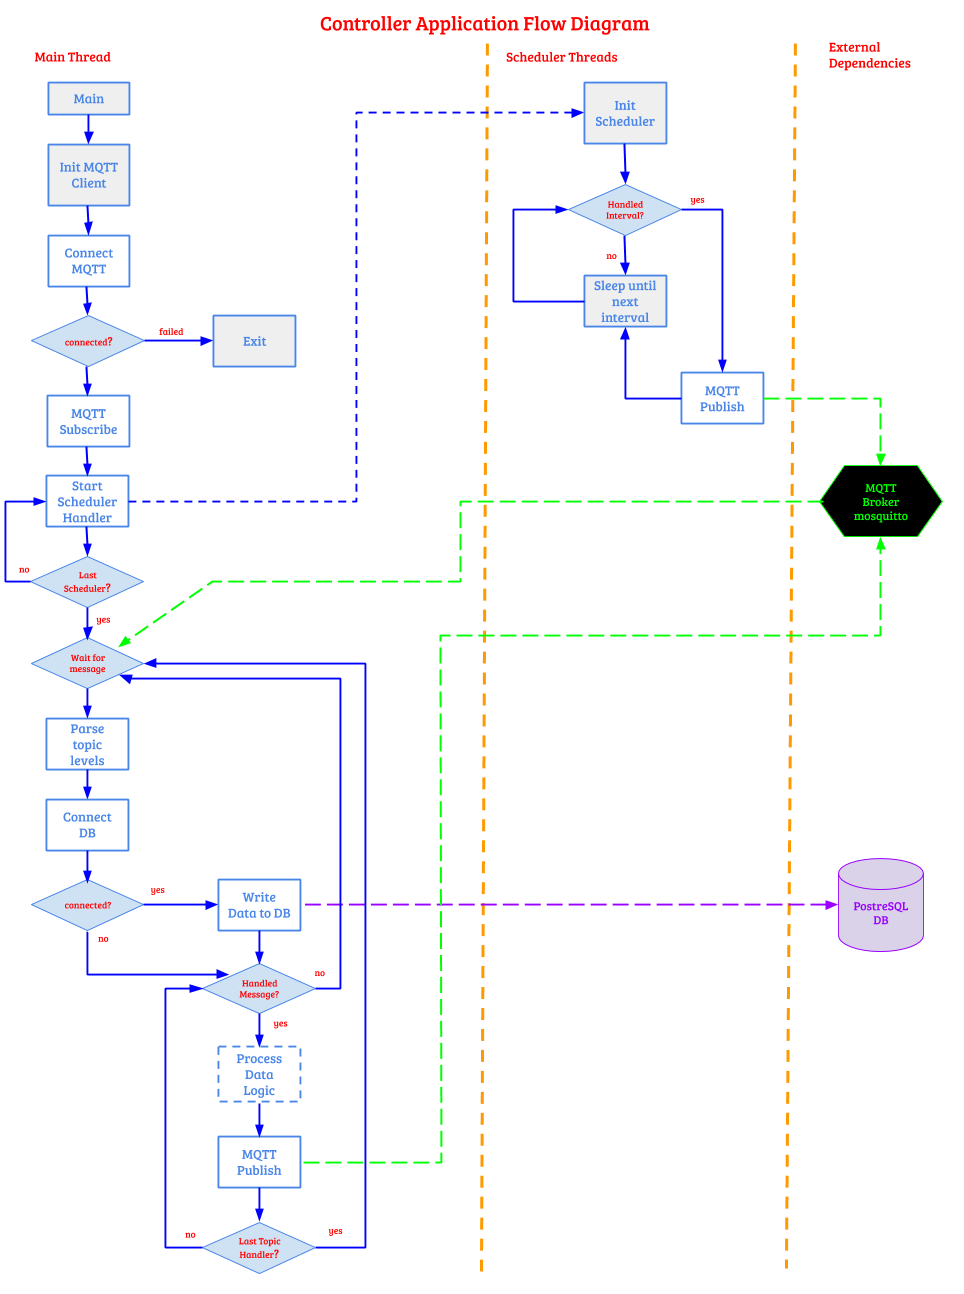 Controller Application Flow Diagram
Main Thread
Scheduler Threads
External
Dependencies
Main
Init MQTT
Client
Connect
MQTT
connected?
failed
Exit
MQTT
Subscribe
Start
Scheduler
Handler
no
Last
Scheduler?
yes
Wait for
message
Parse
topic
levels
Connect
DB
connected?
yes
no
Write
Data to DB
Handled
Message?
no
yes
Process
Data
Logic
MQTT
Publish
Last Topic
Handler?
no
yes
Init
Scheduler
Handled
Interval?
yes
no
Sleep until
next
interval
MQTT
Publish
MQTT
Broker
mosquitto
PostreSQL
DB